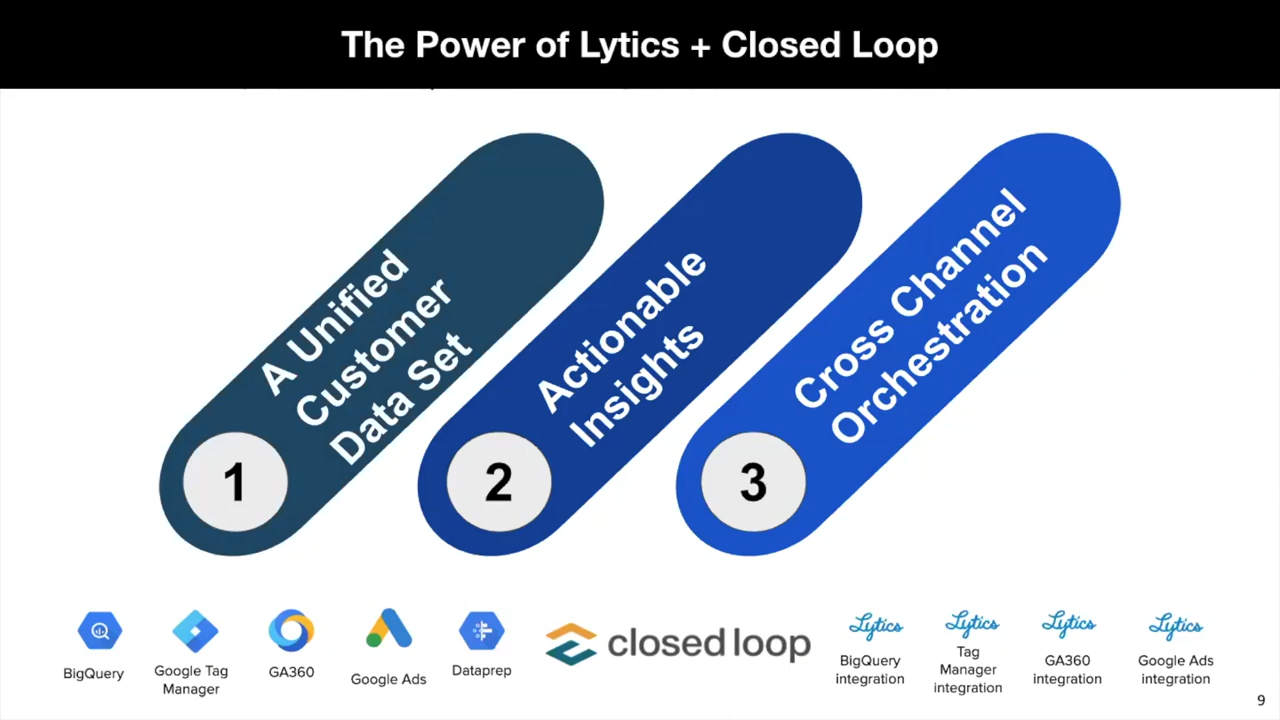 The Power of Lytics + Closed Loop
A Unified
Customer
Data Set
1
Actionable
Insights
2
Cross Channel
Orchestration
3
BigQuery
Google Tag
Manager
GA360
Google Ads
Dataprep
closed loop
Lytics
BigQuery
integration
Lytics
Tag
Manager
integration
Lytics
GA360
integration
Lytics
Google Ads
integration
9